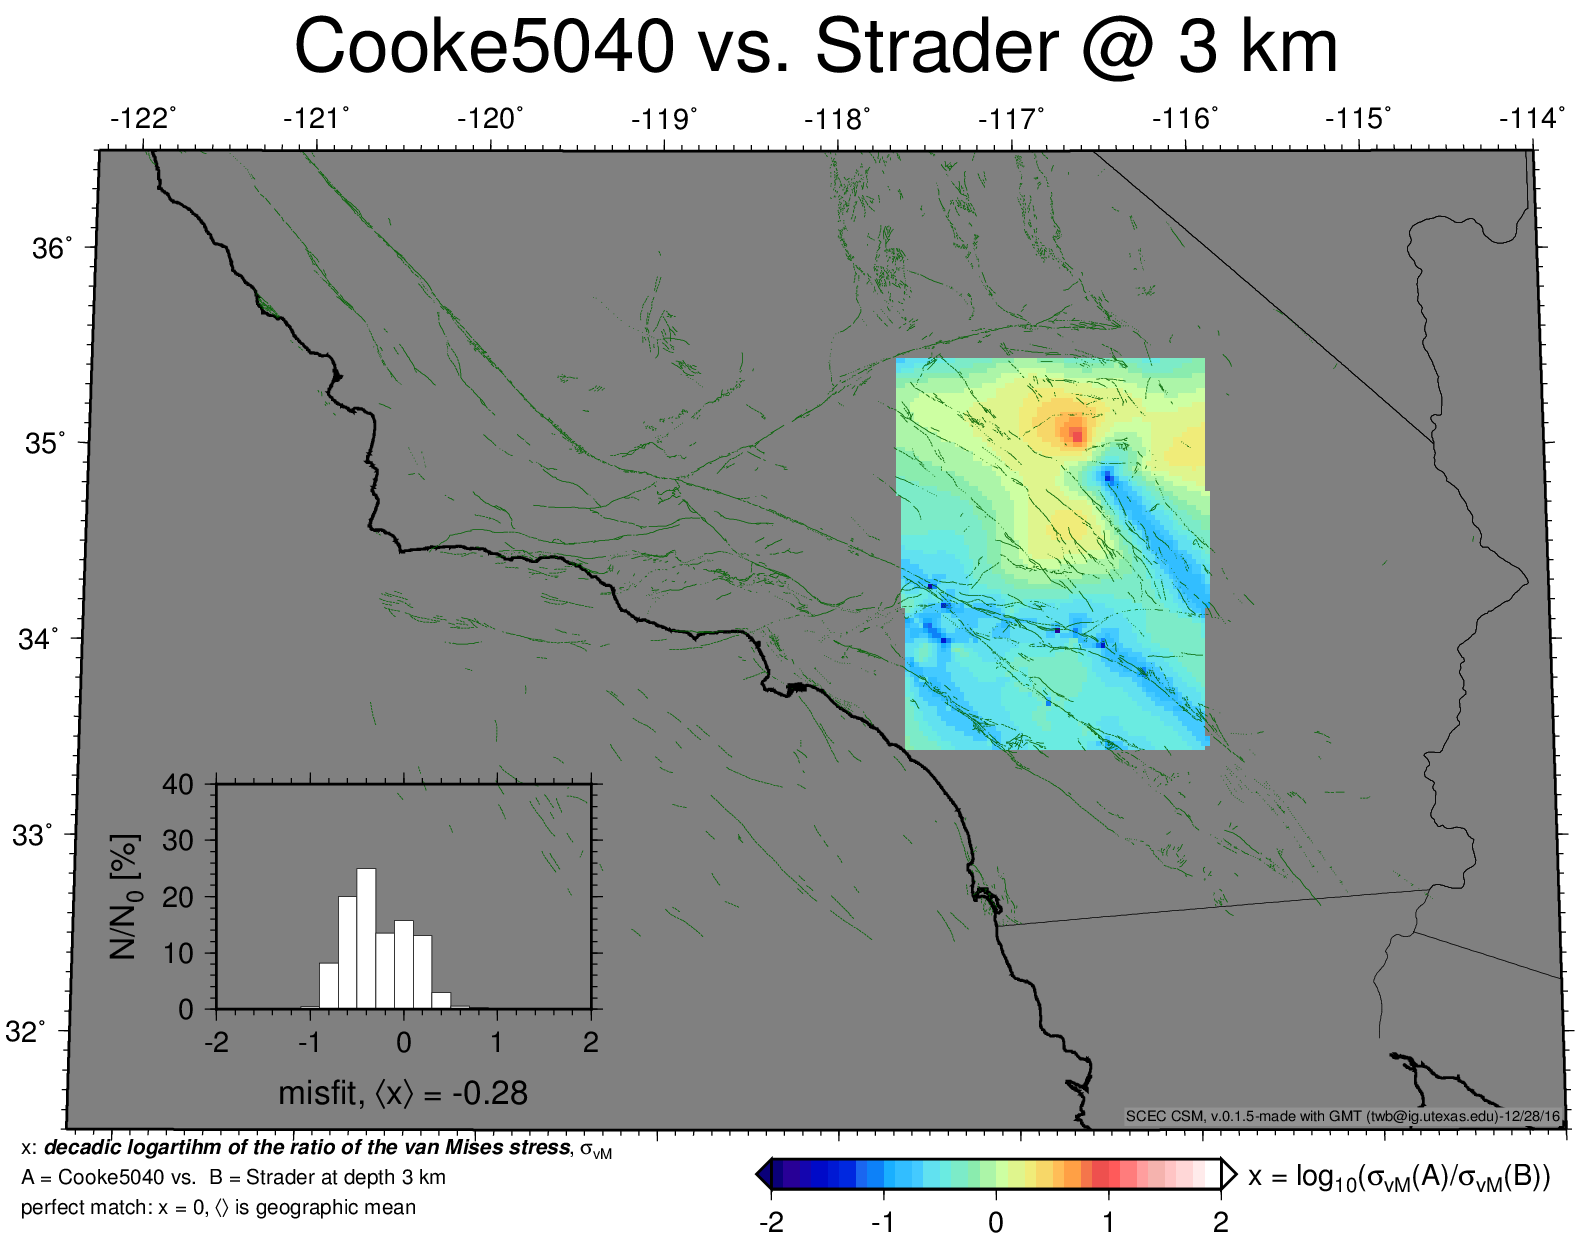 Cooke5040 vs. Strader @ 3 km
-122° -121° -120° -119° -118° -117° -116° -115° -114°
36°
35°
34°
33°
32°
40
30
20
10
0
N/N0 [%]
-2 -1 0 1 2
misfit, ⟨x⟩ = -0.28
SCEC CSM, v.0.1.5-made with GMT (twb@ig.utexas.edu)-12/28/16
x: decadic logartihm of the ratio of the van Mises stress, σvM
A = Cooke5040 vs. B = Strader at depth 3 km
perfect match: x = 0, ⟨⟩ is geographic mean
x = log10(σvM(A)/σvM(B))
-2 -1 0 1 2